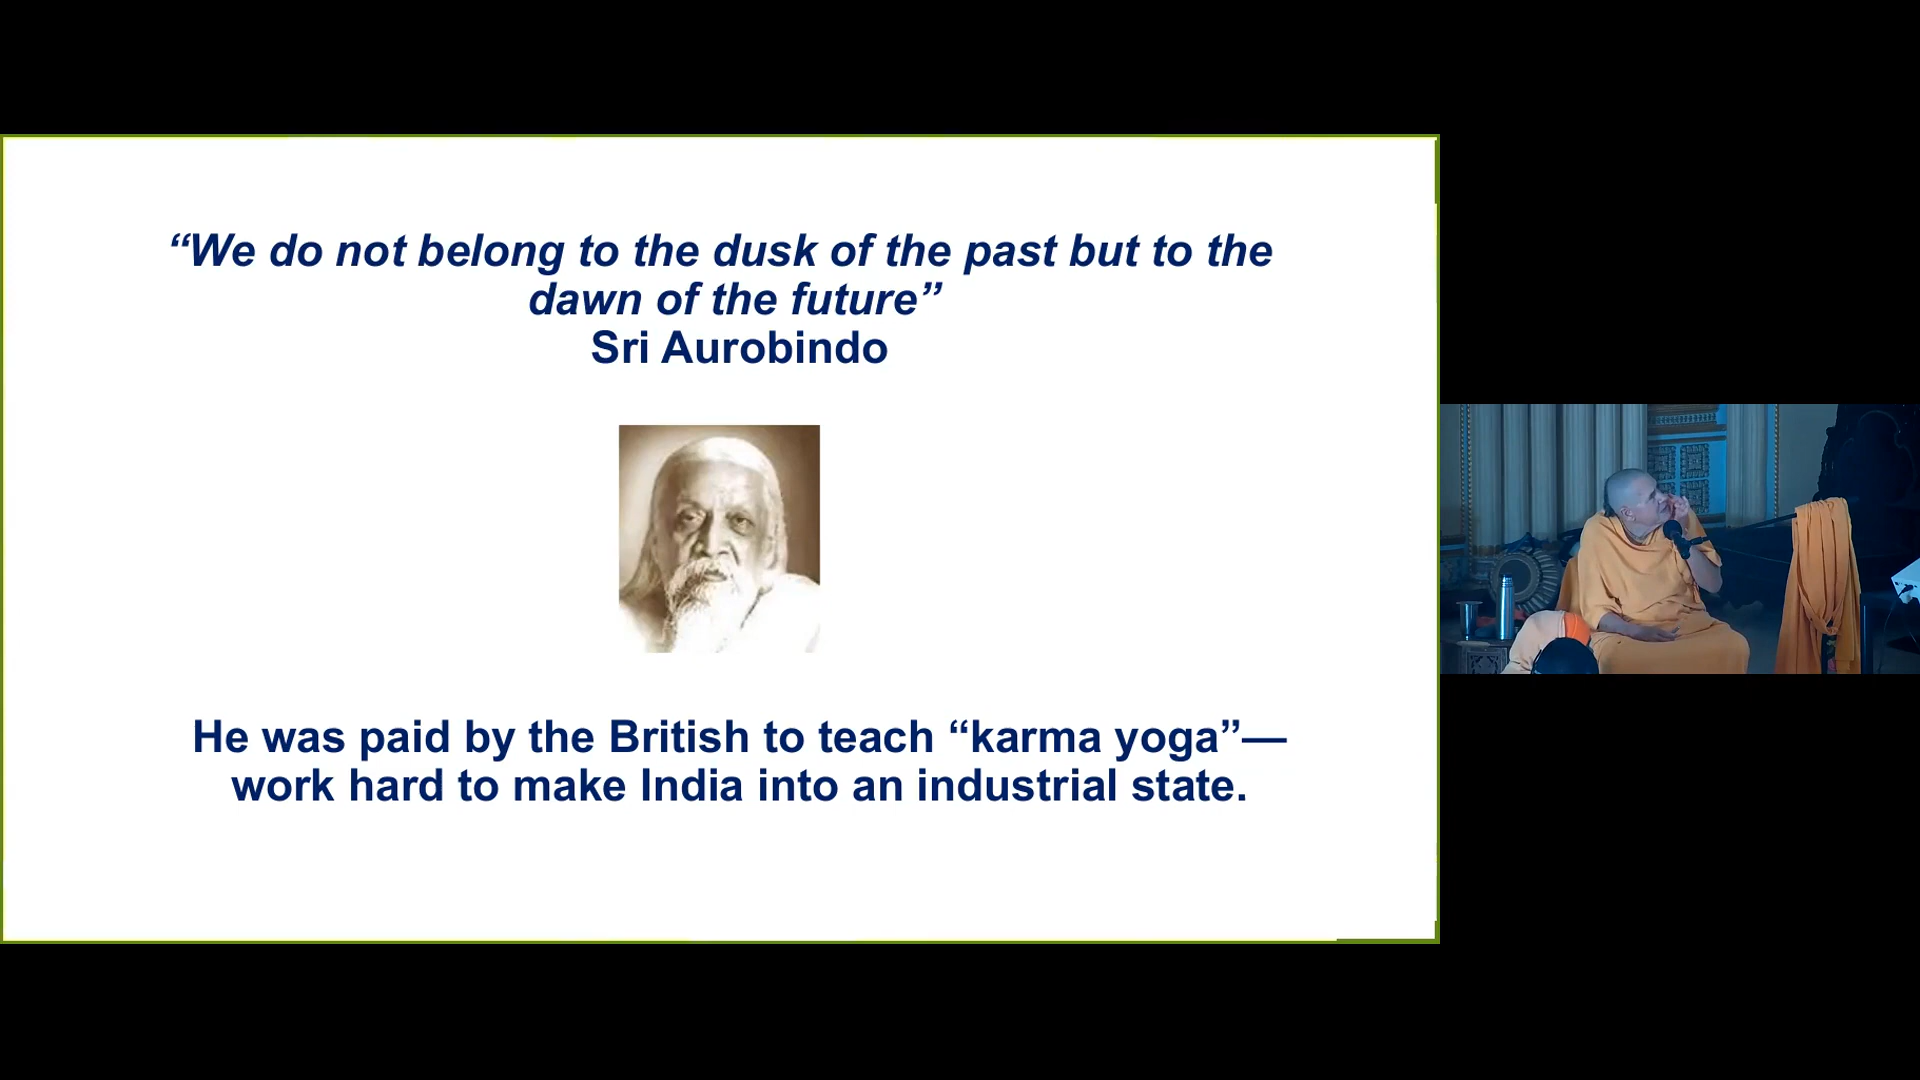 “We do not belong to the dusk of the past but to the
dawn of the future”
Sri Aurobindo
He was paid by the British to teach “karma yoga”—
work hard to make India into an industrial state.